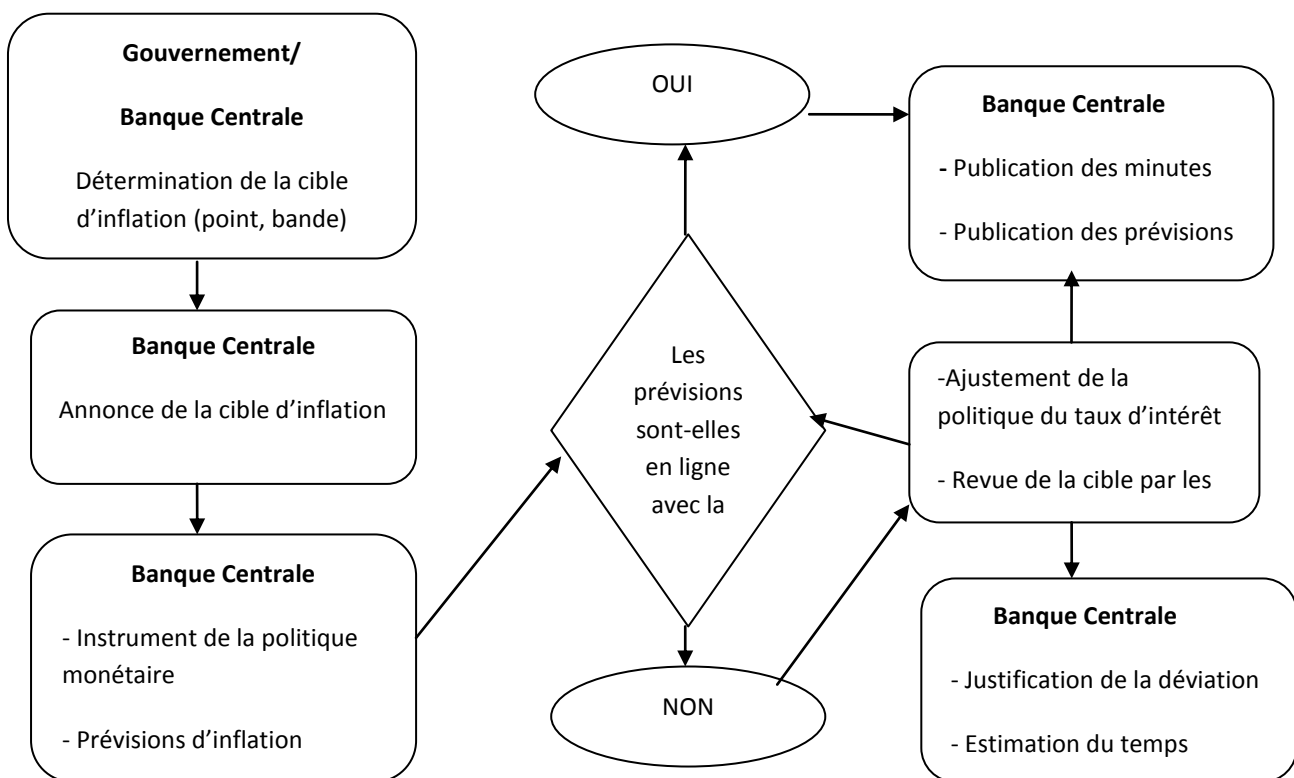 Gouvernement/
Banque Centrale
Détermination de la cible
d’inflation (point, bande)
Banque Centrale
Annonce de la cible d’inflation
Banque Centrale
- Instrument de la politique
monétaire
- Prévisions d’inflation
OUI
Les
prévisions
sont-elles
en ligne
avec la
NON
Banque Centrale
- Publication des minutes
- Publication des prévisions
-Ajustement de la
politique du taux d’intérêt
- Revue de la cible par les
Banque Centrale
- Justification de la déviation
- Estimation du temps